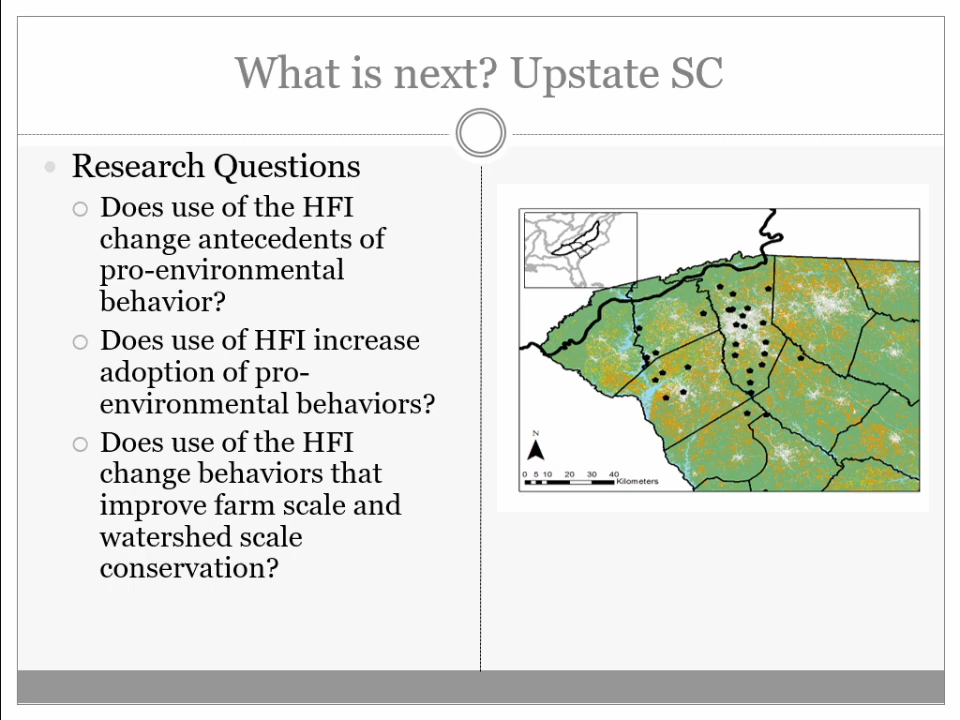 What is next? Upstate SC
Research Questions
Does use of the HFI
change antecedents of
pro-environmental
behavior?
Does use of HFI increase
adoption of pro-
environmental behaviors?
Does use of the HFI
change behaviors that
improve farm scale and
watershed scale
conservation?
N
0 5 10 20 30 40
Kilometers